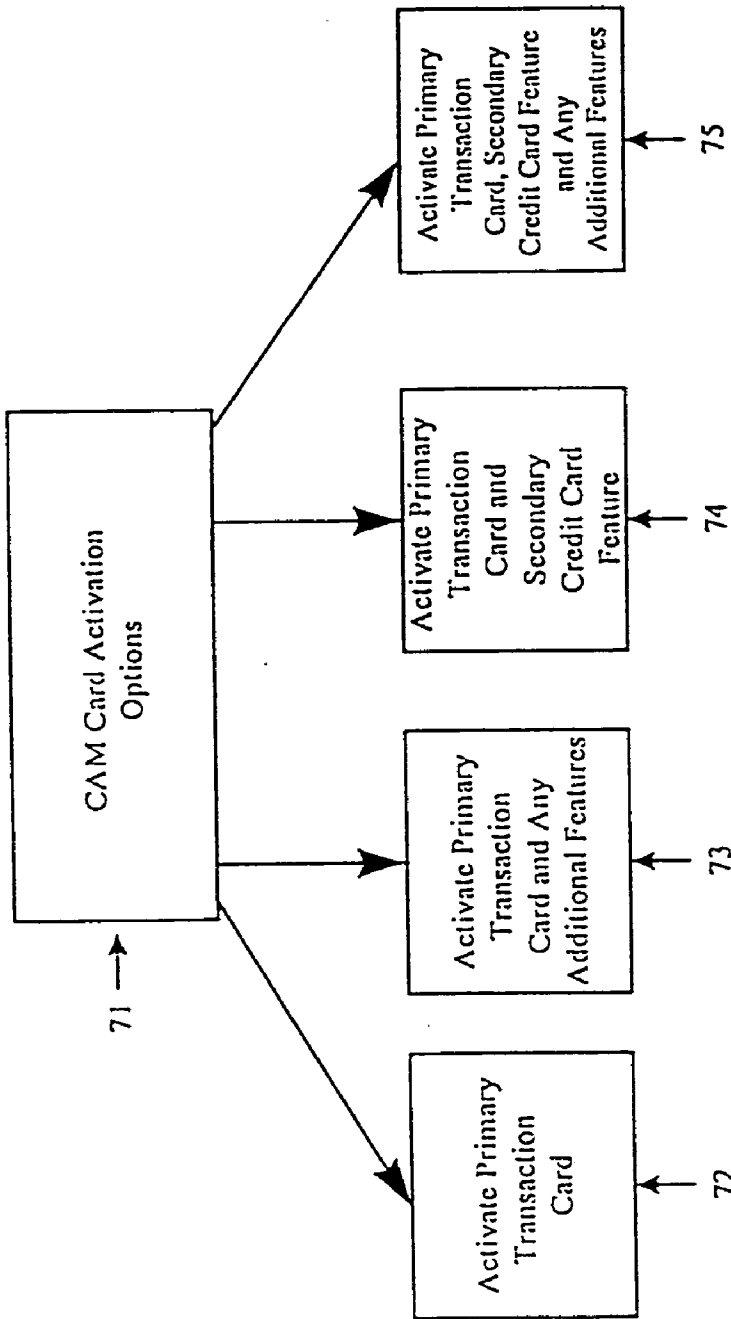 CAM Card Activation
Options
71
Activate Primary
Transaction
Card
72
Activate Primary
Transaction
Card and Any
Additional Features
73
Activate Primary
Transaction
Card and
Secondary
Credit Card
Feature
74
Activate Primary
Transaction
Card, Secondary
Credit Card Feature
and Any
Additional Features
75